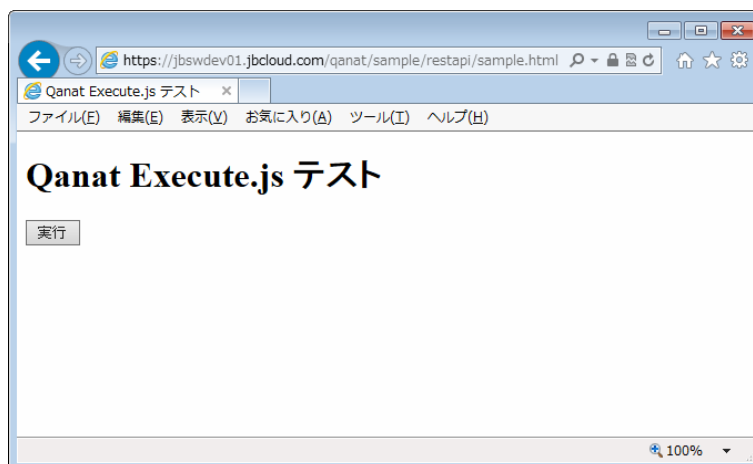 https://jbswdev01.jbcloud.com/qanat/sample/restapi/sample.html
Qanat Execute.js テスト
ファイル(F) 編集(E) 表示(V) お気に入り(A) ツール(T) ヘルプ(H)
Qanat Execute.js テスト
実行
100%